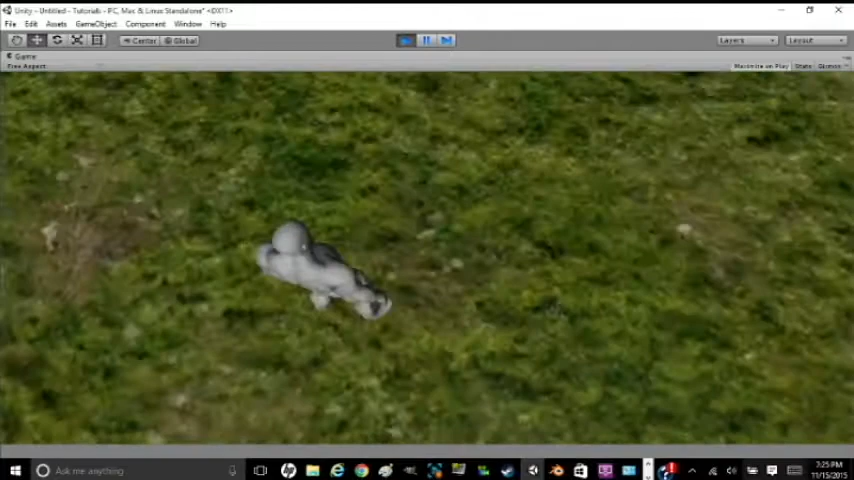 Unity - Untitled - Tutorials - PC, Mac & Linux Standalone* <DX11>
File Edit Assets GameObject Component Window Help
Center Global Layers Layout
Game
Free Aspect Maximize on Play Stats Gizmos
Ask me anything
7:25 PM
11/15/2015